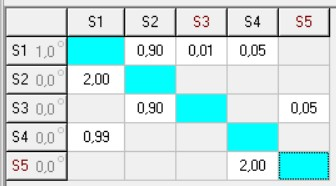 S1 S2 S3 S4 S5
S1 1,0° 0,90 0,01 0,05
S2 0,0° 2,00
S3 0,0° 0,90 0,05
S4 0,0° 0,99
S5 0,0° 2,00